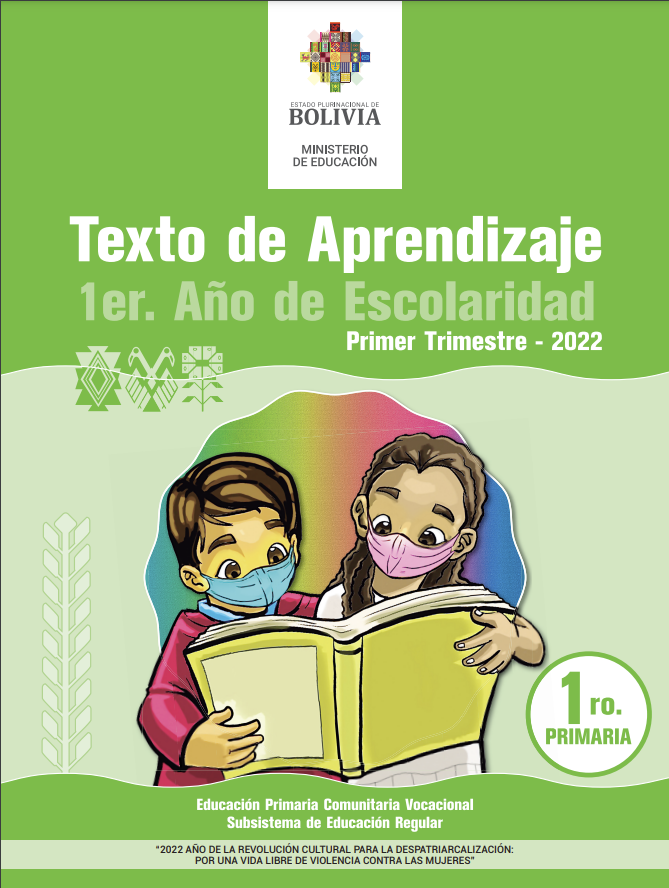 ESTADO PLURINACIONAL DE
BOLIVIA
MINISTERIO
DE EDUCACIÓN
Texto de Aprendizaje
1er. Año de Escolaridad
Primer Trimestre - 2022
1ro.
PRIMARIA
Educación Primaria Comunitaria Vocacional
Subsistema de Educación Regular
"2022 AÑO DE LA REVOLUCIÓN CULTURAL PARA LA DESPATRIARCALIZACIÓN:
POR UNA VIDA LIBRE DE VIOLENCIA CONTRA LAS MUJERES"